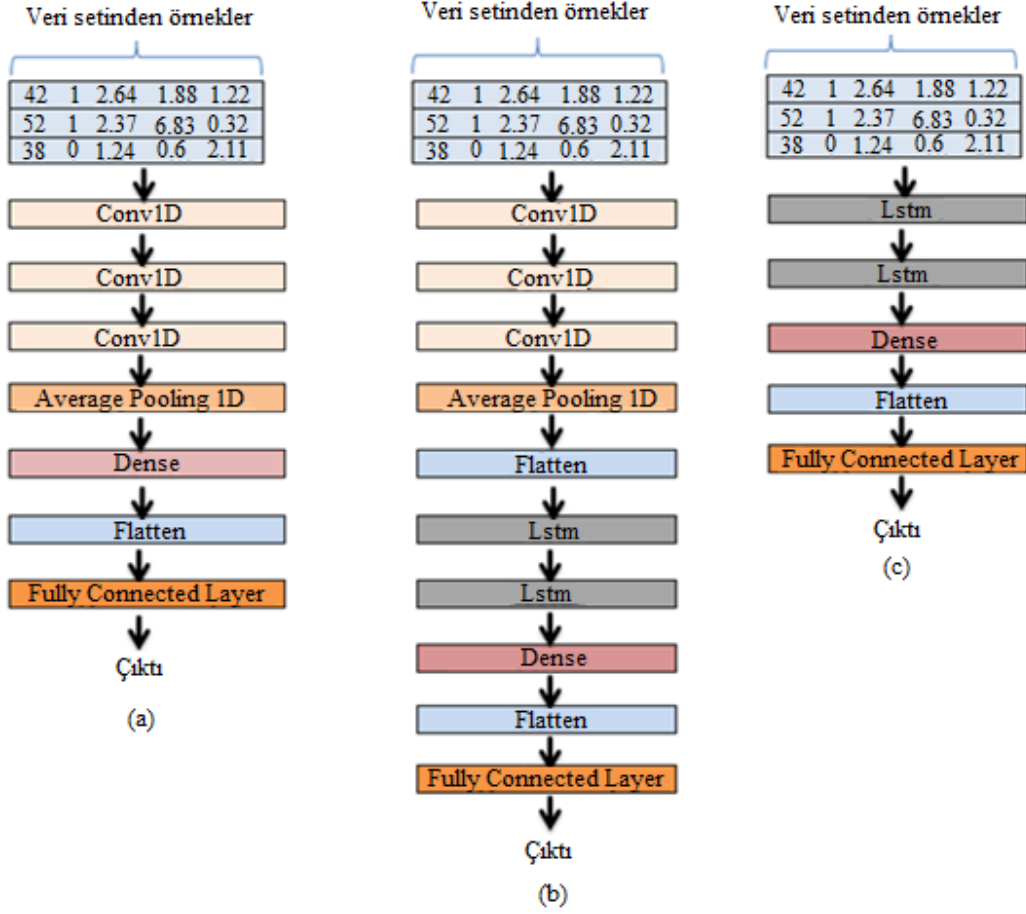 Veri setinden örnekler
42 1 2.64 1.88 1.22
52 1 2.37 6.83 0.32
38 0 1.24 0.6 2.11
Conv1D
Conv1D
Conv1D
Average Pooling 1D
Dense
Flatten
Fully Connected Layer
Çıktı
(a)
Veri setinden örnekler
42 1 2.64 1.88 1.22
52 1 2.37 6.83 0.32
38 0 1.24 0.6 2.11
Conv1D
Conv1D
Conv1D
Average Pooling 1D
Flatten
Lstm
Lstm
Dense
Flatten
Fully Connected Layer
Çıktı
(b)
Veri setinden örnekler
42 1 2.64 1.88 1.22
52 1 2.37 6.83 0.32
38 0 1.24 0.6 2.11
Lstm
Lstm
Dense
Flatten
Fully Connected Layer
Çıktı
(c)